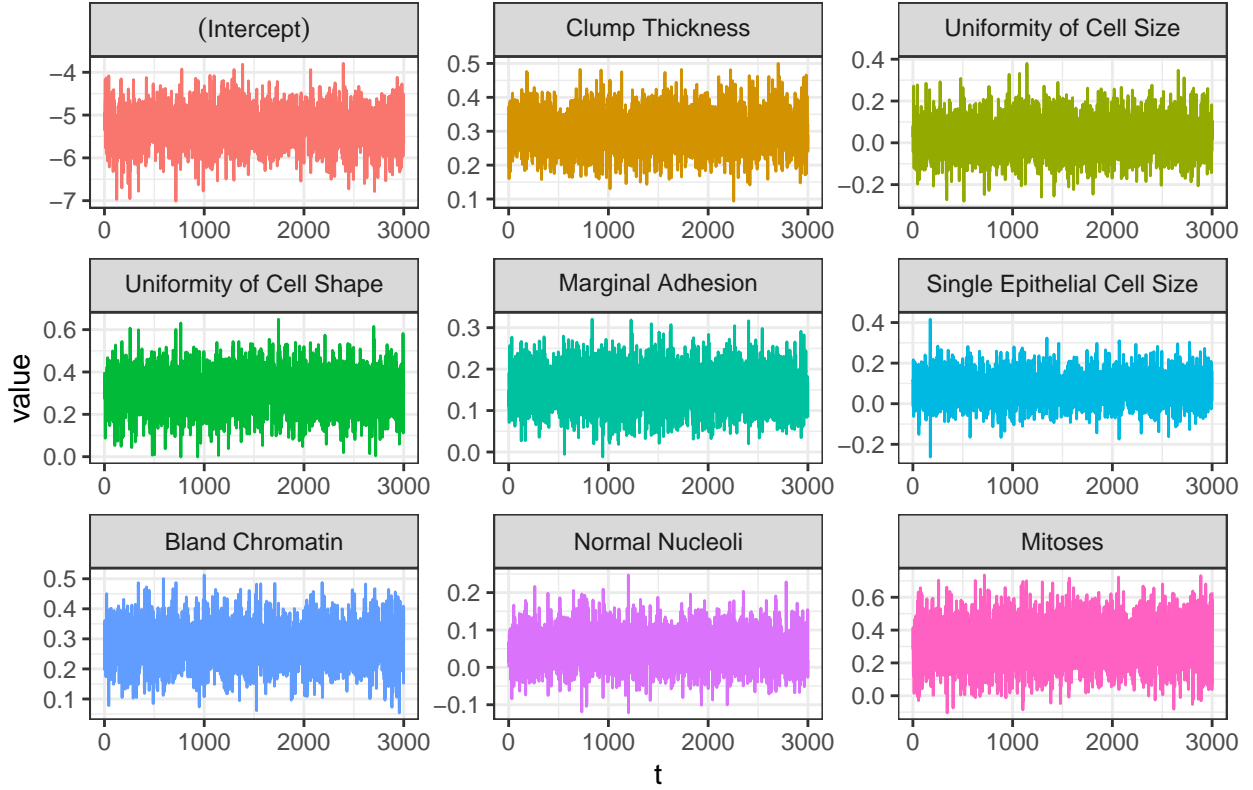 (Intercept) Clump Thickness Uniformity of Cell Size
−4 −5 −6 −7
0.5 0.4 0.3 0.2 0.1
0.4 0.2 0.0 −0.2
0 1000 2000 3000 0 1000 2000 3000 0 1000 2000 3000
Uniformity of Cell Shape Marginal Adhesion Single Epithelial Cell Size
0.6 0.4 0.2 0.0
0.3 0.2 0.1 0.0
0.4 0.2 0.0 −0.2
value
0 1000 2000 3000 0 1000 2000 3000 0 1000 2000 3000
Bland Chromatin Normal Nucleoli Mitoses
0.5 0.4 0.3 0.2 0.1
0.2 0.1 0.0 −0.1
0.6 0.4 0.2 0.0
0 1000 2000 3000 0 1000 2000 3000 0 1000 2000 3000
t